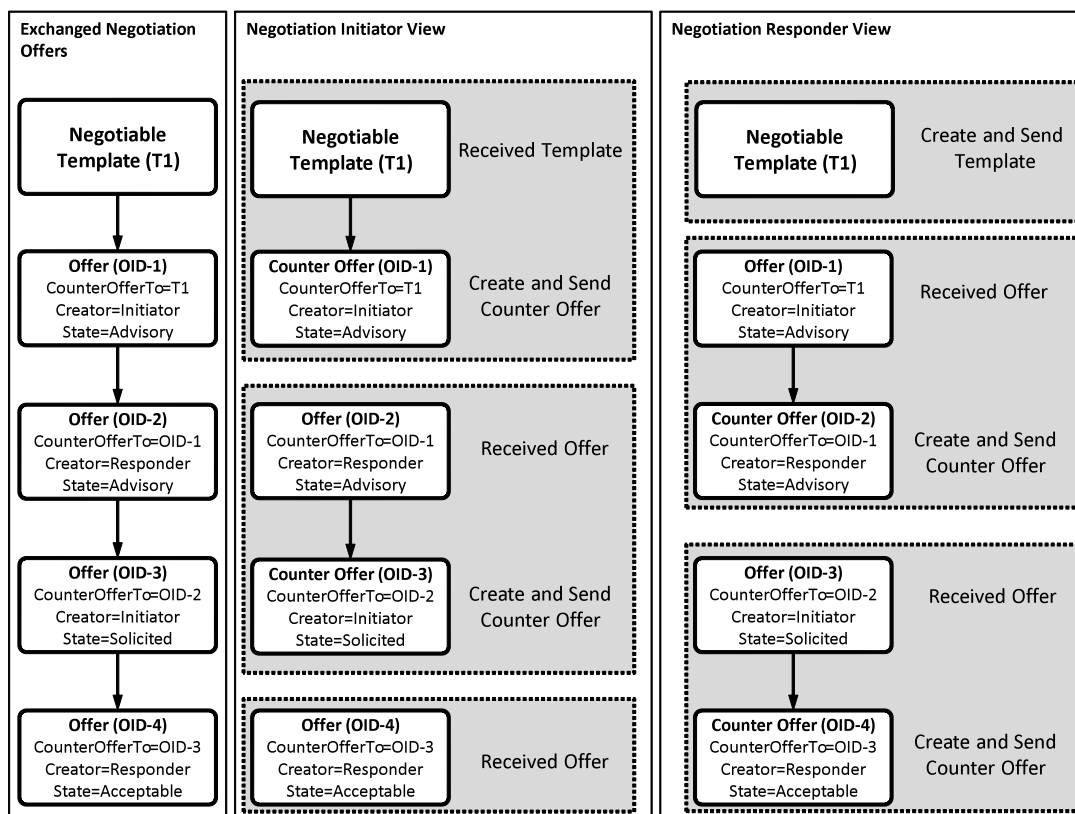 Exchanged Negotiation
Offers
Negotiable
Template (T1)
Offer (OID-1)
CounterOfferTo=T1
Creator=Initiator
State=Advisory
Offer (OID-2)
CounterOfferTo=OID-1
Creator=Responder
State=Advisory
Offer (OID-3)
CounterOfferTo=OID-2
Creator=Initiator
State=Solicited
Offer (OID-4)
CounterOfferTo=OID-3
Creator=Responder
State=Acceptable
Negotiation Initiator View
Negotiable
Template (T1)
Received Template
Counter Offer (OID-1)
CounterOfferTo=T1
Creator=Initiator
State=Advisory
Create and Send
Counter Offer
Offer (OID-2)
CounterOfferTo=OID-1
Creator=Responder
State=Advisory
Received Offer
Counter Offer (OID-3)
CounterOfferTo=OID-2
Creator=Initiator
State=Solicited
Create and Send
Counter Offer
Offer (OID-4)
CounterOfferTo=OID-3
Creator=Responder
State=Acceptable
Received Offer
Negotiation Responder View
Negotiable
Template (T1)
Create and Send
Template
Offer (OID-1)
CounterOfferTo=T1
Creator=Initiator
State=Advisory
Received Offer
Counter Offer (OID-2)
CounterOfferTo=OID-1
Creator=Responder
State=Advisory
Create and Send
Counter Offer
Offer (OID-3)
CounterOfferTo=OID-2
Creator=Initiator
State=Solicited
Received Offer
Counter Offer (OID-4)
CounterOfferTo=OID-3
Creator=Responder
State=Acceptable
Create and Send
Counter Offer